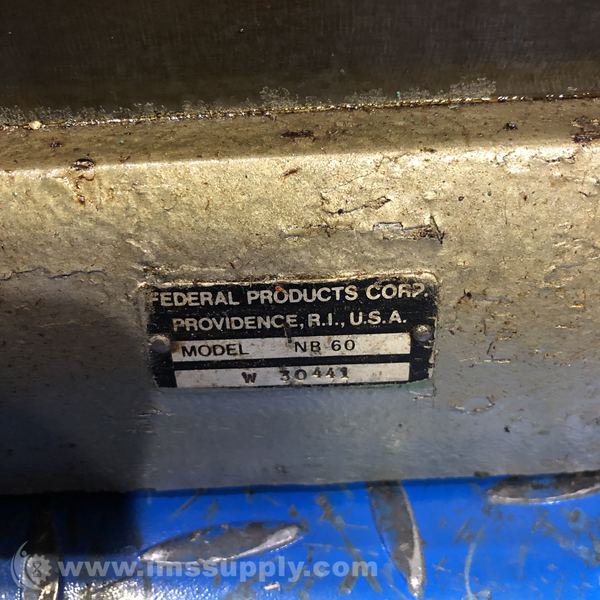 FEDERAL PRODUCTS CORP.
PROVIDENCE, R.I., U.S.A.
MODEL NB 60
W 30441
www.imssupply.com